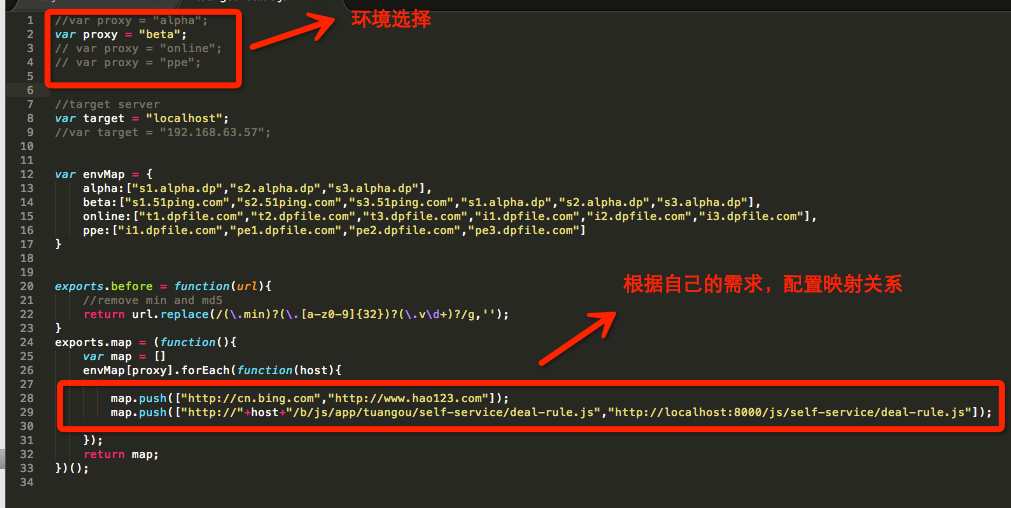 1 //var proxy = "alpha";
环境选择
2 var proxy = "beta";
3 // var proxy = "online";
4 // var proxy = "ppe";
5
6
7 //target server
8 var target = "localhost";
9 //var target = "192.168.63.57";
10
11
12 var envMap = {
13 alpha:["s1.alpha.dp","s2.alpha.dp","s3.alpha.dp"],
14 beta:["s1.51ping.com","s2.51ping.com","s3.51ping.com","s1.alpha.dp","s2.alpha.dp","s3.alpha.dp"],
15 online:["t1.dpfile.com","t2.dpfile.com","t3.dpfile.com","i1.dpfile.com","i2.dpfile.com","i3.dpfile.com"],
16 ppe:["i1.dpfile.com","pe1.dpfile.com","pe2.dpfile.com","pe3.dpfile.com"]
17 }
18
19
20 exports.before = function(url){
根据自己的需求，配置映射关系
21 //remove min and md5
22 return url.replace(/(\.min)?(\.[a-z0-9]{32})?(\.v\d+)?/g,'');
23 }
24 exports.map = (function(){
25 var map = []
26 envMap[proxy].forEach(function(host){
27
28 map.push(["http://cn.bing.com","http://www.hao123.com"]);
29 map.push(["http://"+host+"/b/js/app/tuangou/self-service/deal-rule.js","http://localhost:8000/js/self-service/deal-rule.js"]);
30
31 });
32 return map;
33 })();
34